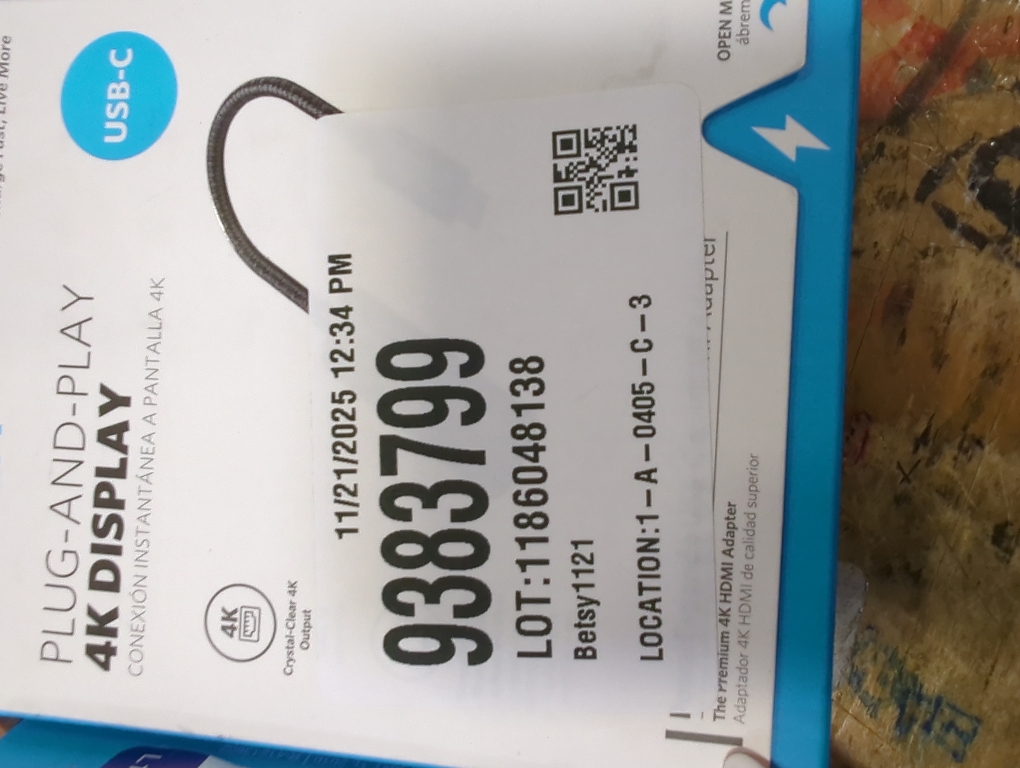 USB-C
PLUG-AND-PLAY
4K DISPLAY
CONEXIÓN INSTANTÁNEA A PANTALLA 4K
4K
Crystal-Clear 4K
Output
11/21/2025 12:34 PM
9383799
LOT:1186048138
Betsy1121
LOCATION:1-A-0405-C-3
The Premium 4K HDMI Adapter
Adaptador 4K HDMI de calidad superior
OPEN